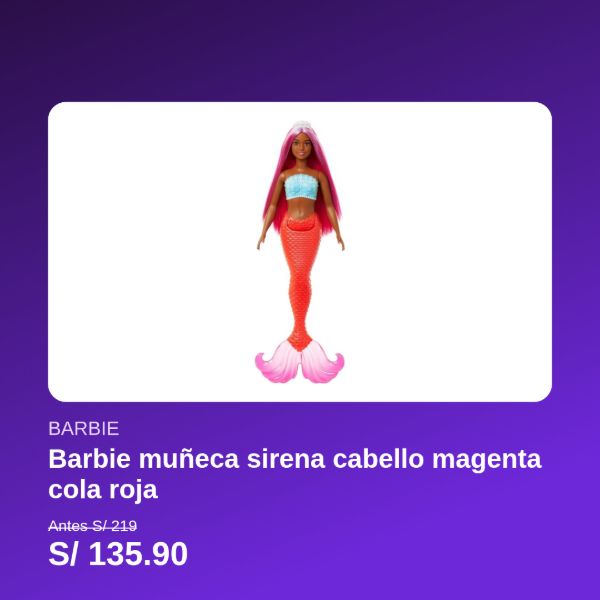 BARBIE
Barbie muñeca sirena cabello magenta
cola roja
Antes S/ 219
S/ 135.90